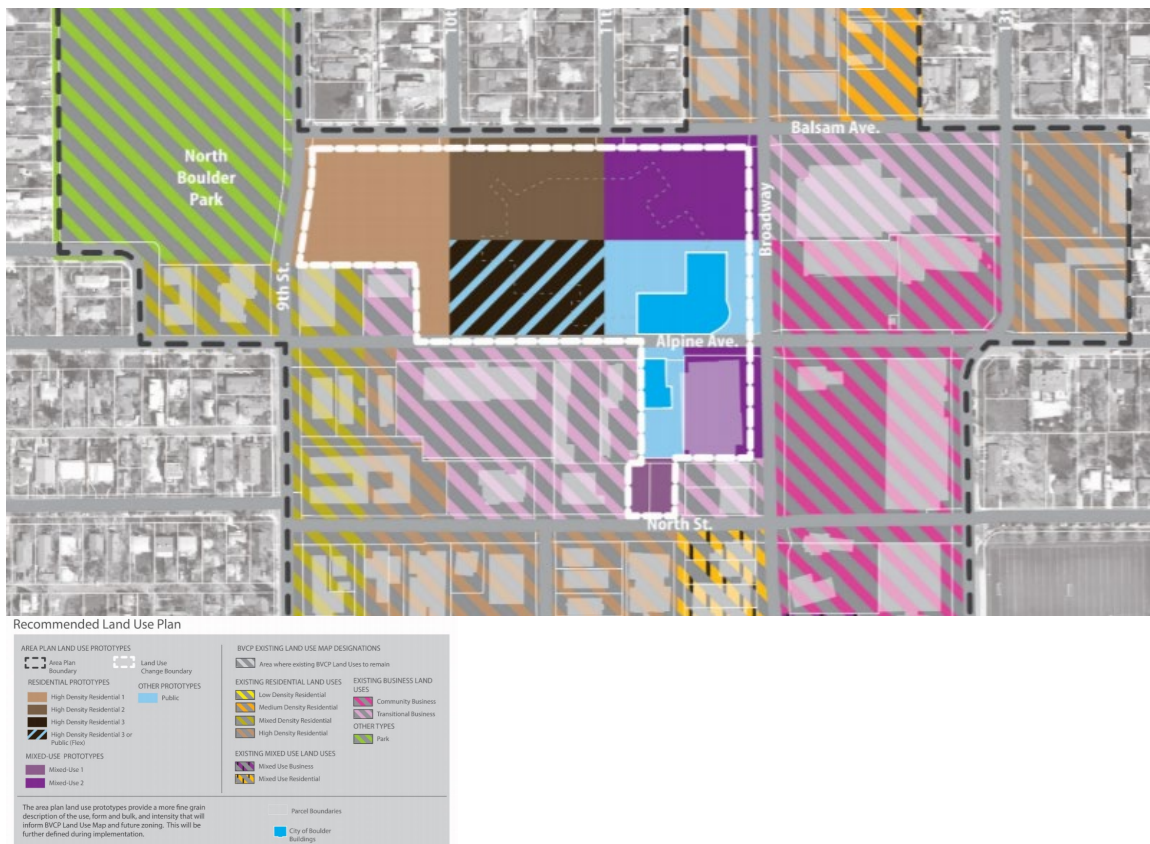 10th
11th
13th
Balsam Ave.
North
Boulder
Park
Broadway
9th St.
Alpine Ave.
North St.
Recommended Land Use Plan
AREA PLAN LAND USE PROTOTYPES
Area Plan
Boundary
Land Use
Change Boundary
RESIDENTIAL PROTOTYPES
High Density Residential 1
High Density Residential 2
High Density Residential 3
High Density Residential 3 or
Public (Flex)
OTHER PROTOTYPES
Public
MIXED-USE PROTOTYPES
Mixed-Use 1
Mixed-Use 2
BVCP EXISTING LAND USE MAP DESIGNATIONS
Area where existing BVCP Land Uses to remain
EXISTING RESIDENTIAL LAND USES
Low Density Residential
Medium Density Residential
Mixed Density Residential
High Density Residential
EXISTING BUSINESS LAND
USES
Community Business
Transitional Business
OTHER TYPES
Park
EXISTING MIXED USE LAND USES
Mixed Use Business
Mixed Use Residential
The area plan land use prototypes provide a more fine grain
description of the use, form and bulk, and intensity that will
inform BVCP Land Use Map and future zoning. This will be
further defined during implementation.
Parcel Boundaries
City of Boulder
Buildings